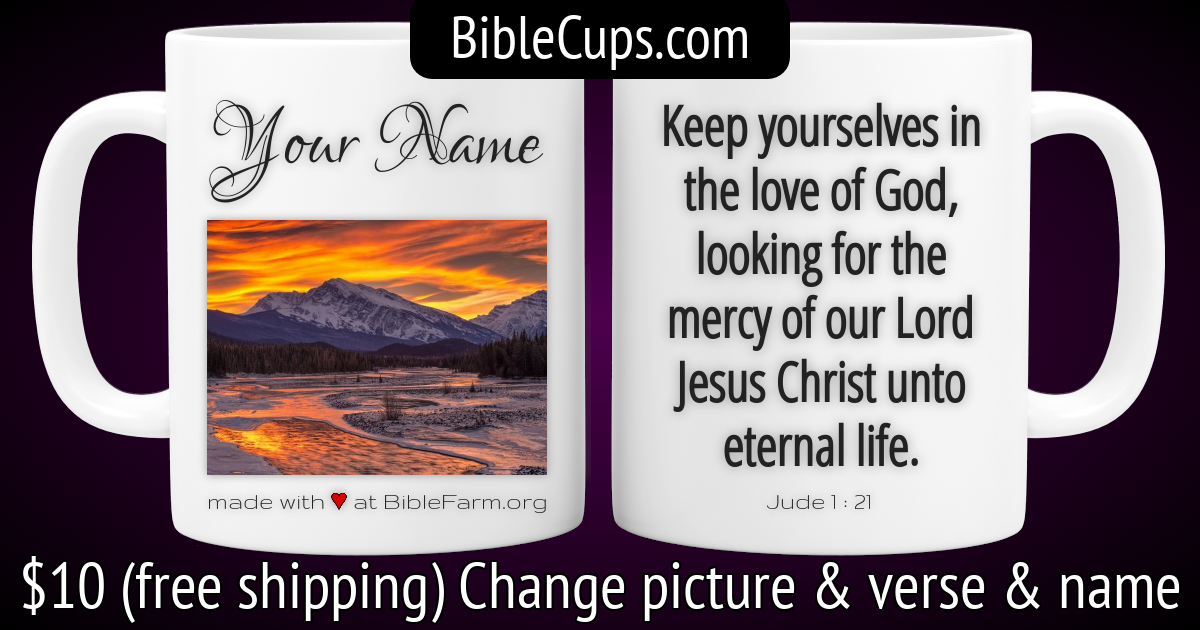 BibleCups.com
Your Name
made with ♥ at BibleFarm.org
Keep yourselves in
the love of God,
looking for the
mercy of our Lord
Jesus Christ unto
eternal life.
Jude 1 : 21
$10 (free shipping) Change picture & verse & name